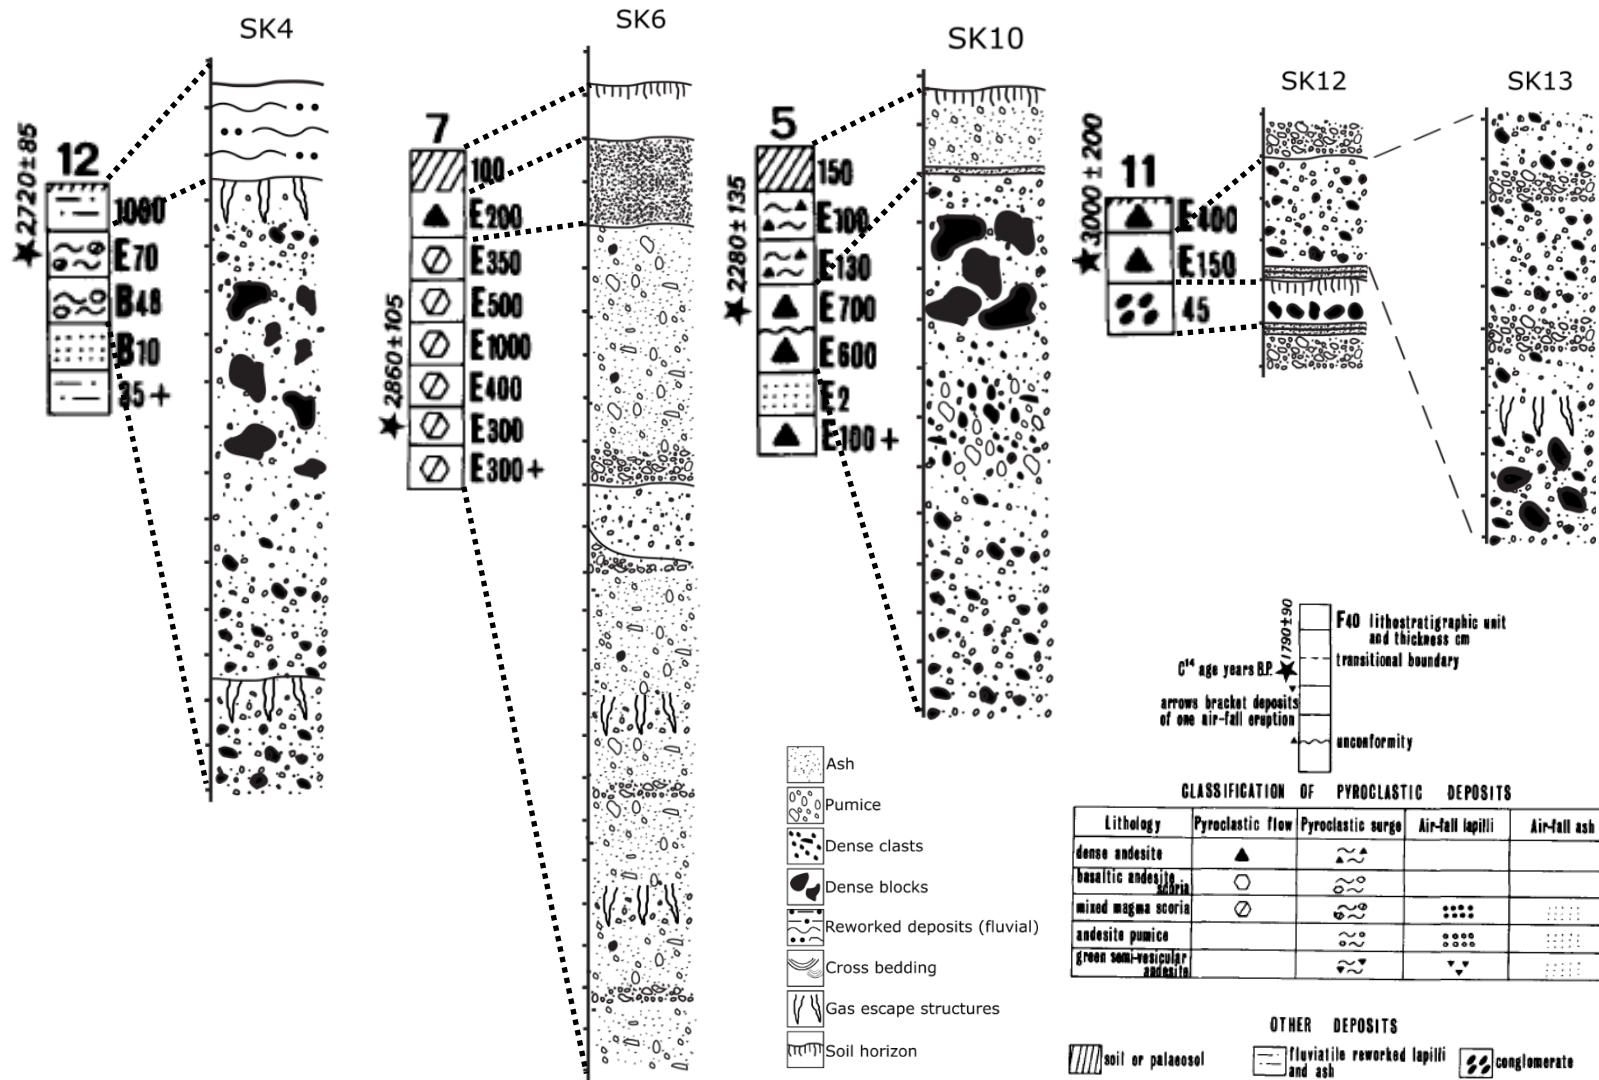 SK4
SK6
SK10
SK12
SK13
2720±85
12
1000
E70
B48
B10
35+
7
100
E200
E350
E500
E1000
E400
E300
E300+
2860±105
5
150
E100
E130
E700
E600
E2
E100+
2280±135
11
E400
E150
45
3000±200
1790±90
F40 lithostratigraphic unit
and thickness cm
transitional boundary
C14 age years B.P.
arrows bracket deposits
of one air-fall eruption
unconformity
Ash
Pumice
Dense clasts
Dense blocks
Reworked deposits (fluvial)
Cross bedding
Gas escape structures
Soil horizon
CLASSIFICATION OF PYROCLASTIC DEPOSITS
Lithology Pyroclastic flow Pyroclastic surge Air-fall lapilli Air-fall ash
dense andesite
basaltic andesite
scoria
mixed magma scoria
andesite pumice
green semi-vesicular
andesite
OTHER DEPOSITS
soil or palaeosol
fluviatile reworked lapilli
and ash
conglomerate